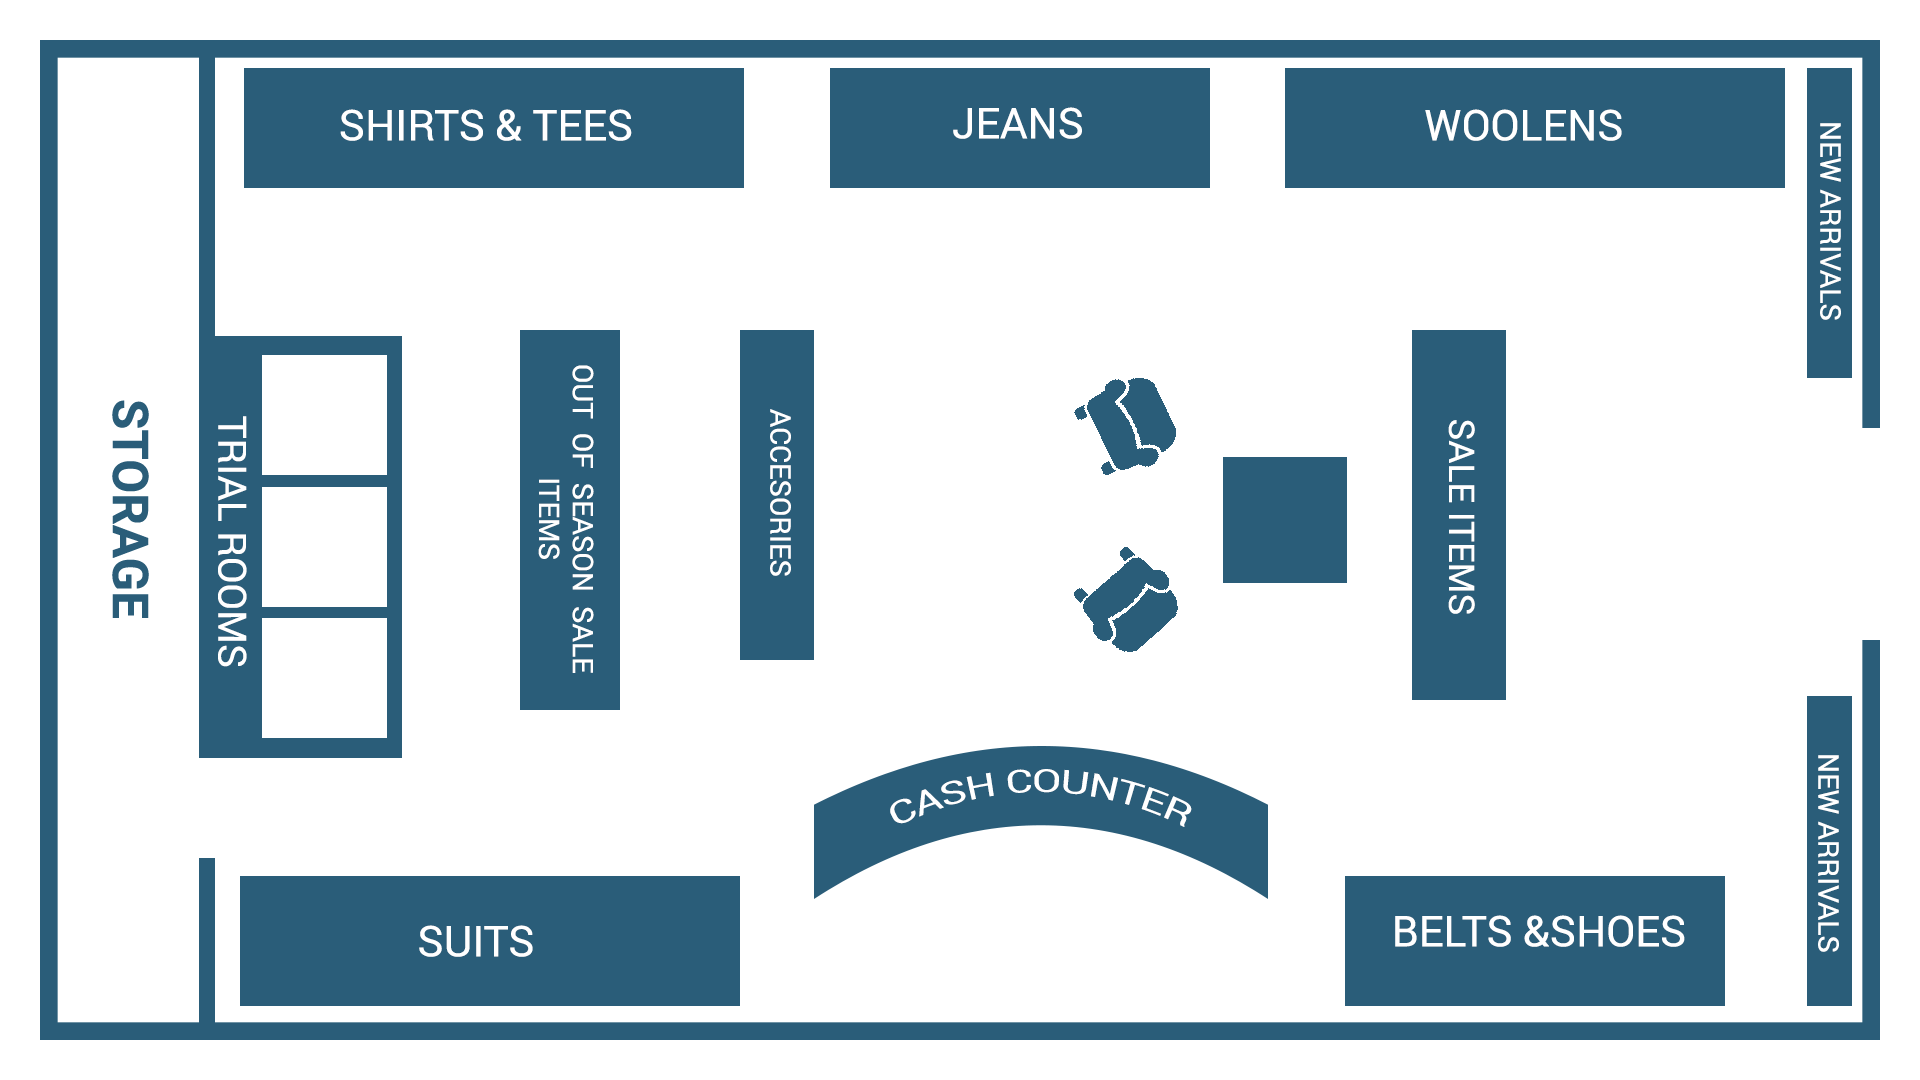 SHIRTS & TEES
JEANS
WOOLENS
NEW ARRIVALS
STORAGE
TRIAL ROOMS
OUT OF SEASON SALE
ITEMS
ACCESORIES
SALE ITEMS
CASH COUNTER
SUITS
BELTS &SHOES
NEW ARRIVALS